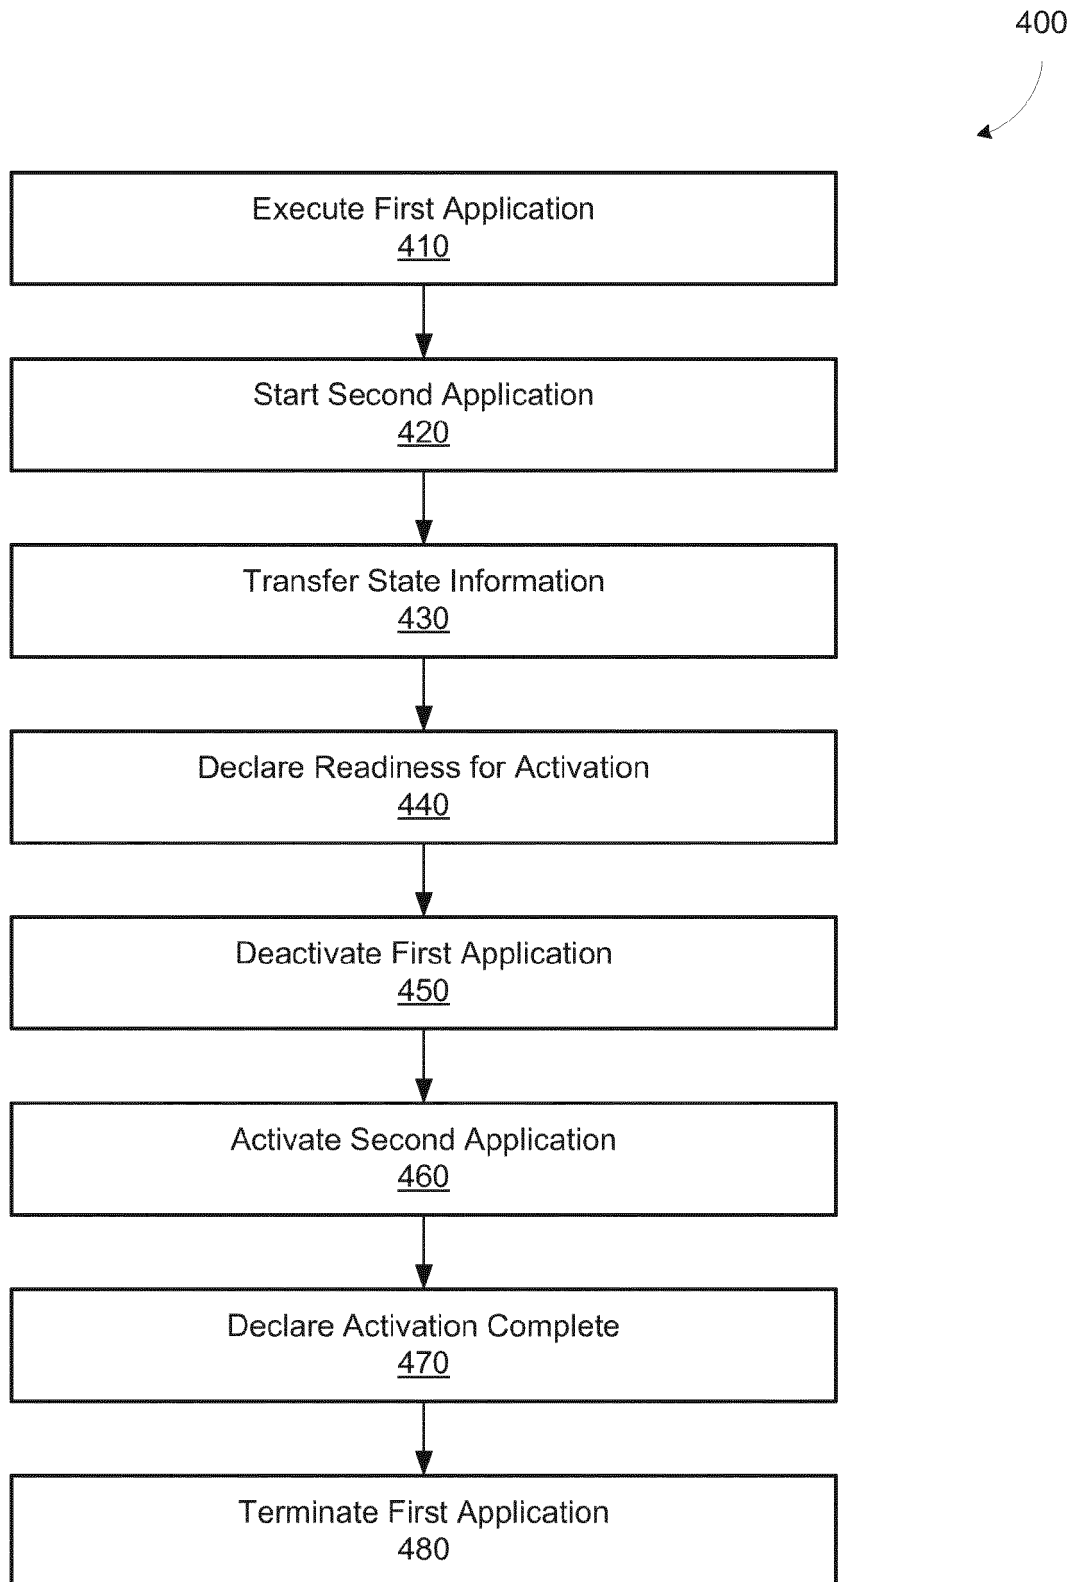 400
Execute First Application
410
Start Second Application
420
Transfer State Information
430
Declare Readiness for Activation
440
Deactivate First Application
450
Activate Second Application
460
Declare Activation Complete
470
Terminate First Application
480